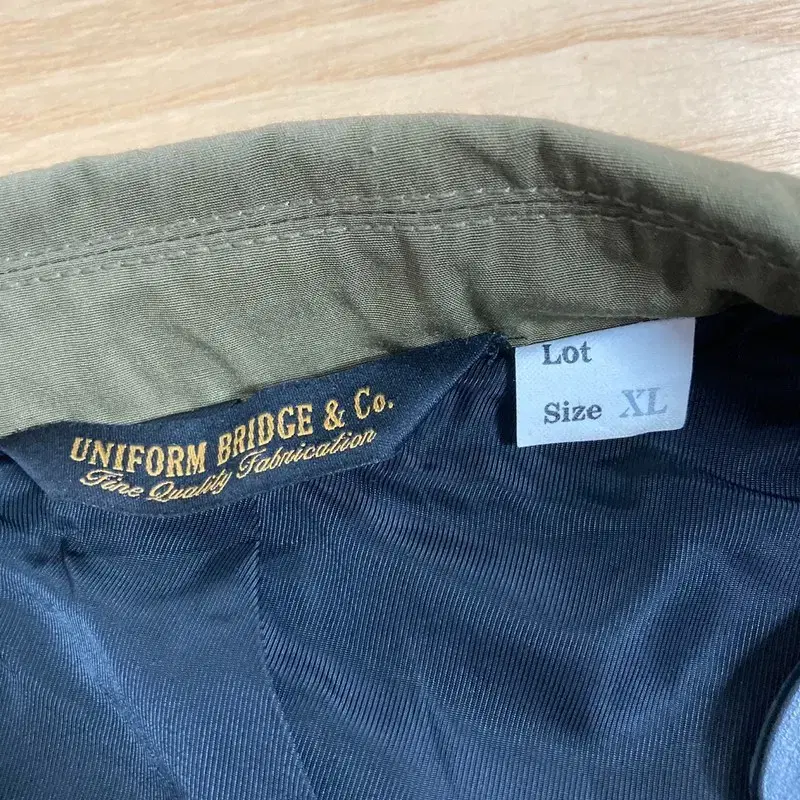 UNIFORM BRIDGE & Co.
Fine Quality Fabrication
Lot
Size XL